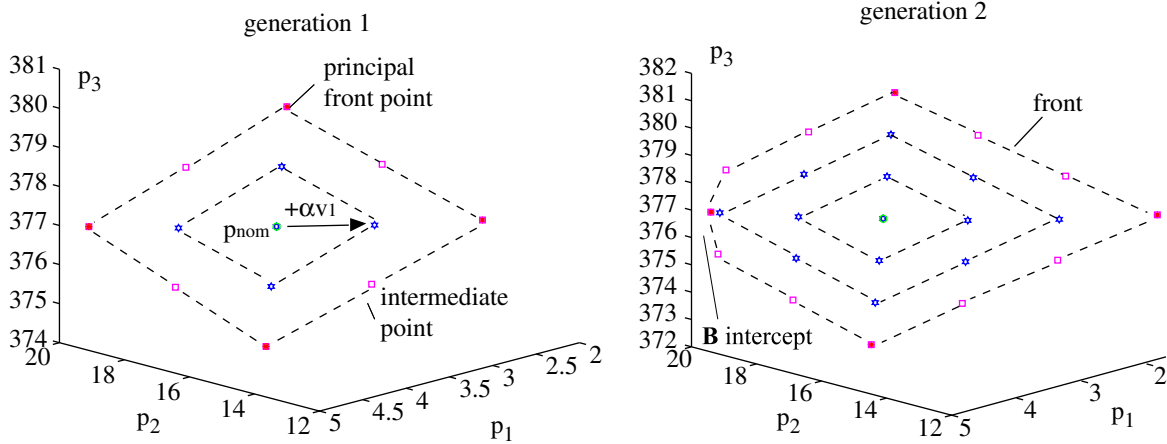 generation 1
381
380
379
378
377
376
375
374
p3
principal
front point
+αv1
pnom
intermediate
point
20
18
16
14
12
p2
5
4.5
4
3.5
3
2.5
2
p1
generation 2
382
381
380
379
378
377
376
375
374
373
372
p3
front
B intercept
20
18
16
14
12
p2
5
4
3
2
p1